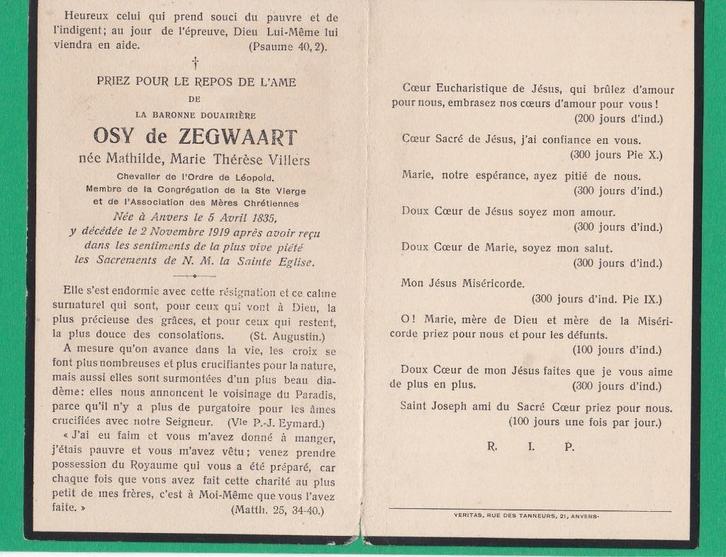 Heureux celui qui prend souci du pauvre et de
l'indigent; au jour de l'épreuve, Dieu Lui-Même lui
viendra en aide. (Psaume 40, 2).
†
PRIEZ POUR LE REPOS DE L'AME
DE
LA BARONNE DOUAIRIÈRE
OSY de ZEGWAART
née Mathilde, Marie Thérèse Villers
Chevalier de l'Ordre de Léopold.
Membre de la Congrégation de la Ste Vierge
et de l'Association des Mères Chrétiennes
Née à Anvers le 5 Avril 1835,
y décédée le 2 Novembre 1919 après avoir reçu
dans les sentiments de la plus vive piété
les Sacrements de N. M. la Sainte Eglise.
Elle s'est endormie avec cette résignation et ce calme
surnaturel qui sont, pour ceux qui vont à Dieu, la
plus précieuse des grâces, et pour ceux qui restent,
la plus douce des consolations. (St. Augustin.)
A mesure qu'on avance dans la vie, les croix se
font plus nombreuses et plus crucifiantes pour la nature,
mais aussi elles sont surmontées d'un plus beau dia-
dème: elles nous annoncent le voisinage du Paradis,
parce qu'il n'y a plus de purgatoire pour les âmes
crucifiées avec notre Seigneur. (Vle P.-J. Eymard.)
« J'ai eu faim et vous m'avez donné à manger,
j'étais pauvre et vous m'avez vêtu; venez prendre
possession du Royaume qui vous a été préparé, car
chaque fois que vous avez fait cette charité au plus
petit de mes frères, c'est à Moi-Même que vous l'avez
faite. » (Matth. 25, 34-40.)
Cœur Eucharistique de Jésus, qui brûlez d'amour
pour nous, embrasez nos cœurs d'amour pour vous !
(200 jours d'ind.)
Cœur Sacré de Jésus, j'ai confiance en vous.
(300 jours Pie X.)
Marie, notre espérance, ayez pitié de nous.
(300 jours d'ind.)
Doux Cœur de Jésus soyez mon amour.
(300 jours d'ind.)
Doux Cœur de Marie, soyez mon salut.
(300 jours d'ind.)
Mon Jésus Miséricorde.
(300 jours d'ind. Pie IX.)
O! Marie, mère de Dieu et mère de la Miséri-
corde priez pour nous et pour les défunts.
(100 jours d'ind.)
Doux Cœur de mon Jésus faites que je vous aime
de plus en plus. (300 jours d'ind.)
Saint Joseph ami du Sacré Cœur priez pour nous.
(100 jours une fois par jour.)
R. I. P.
VERITAS, RUE DES TANNEURS, 21, ANVERS-